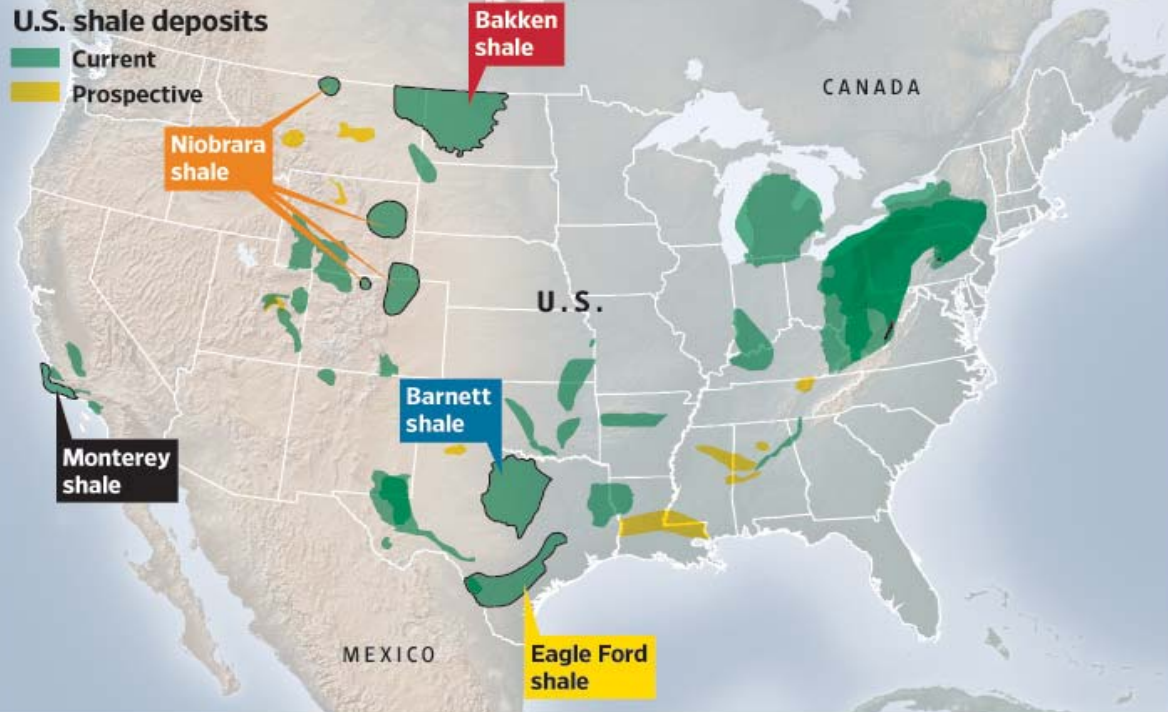 U.S. shale deposits
Current
Prospective
Bakken
shale
CANADA
Niobrara
shale
U.S.
Barnett
shale
Monterey
shale
MEXICO
Eagle Ford
shale